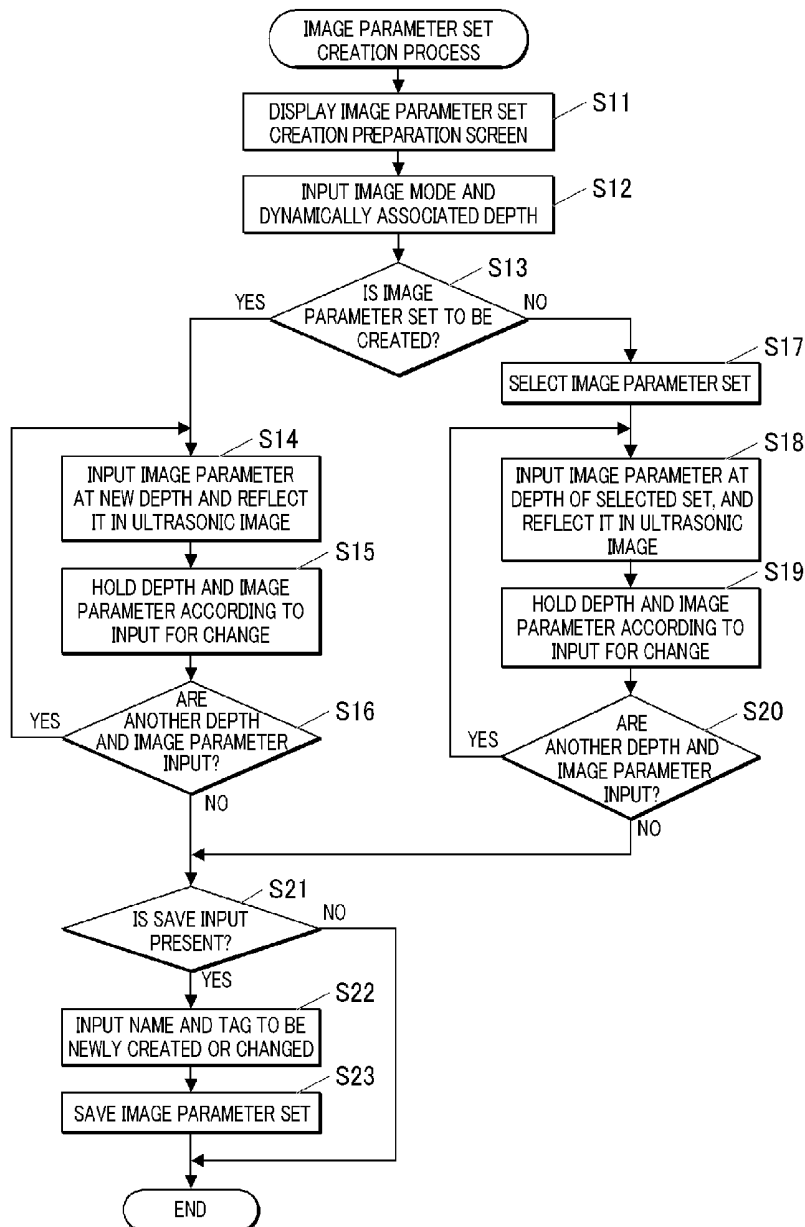 IMAGE PARAMETER SET
CREATION PROCESS
S11
DISPLAY IMAGE PARAMETER SET
CREATION PREPARATION SCREEN
S12
INPUT IMAGE MODE AND
DYNAMICALLY ASSOCIATED DEPTH
S13
YES
IS IMAGE
PARAMETER SET TO BE
CREATED?
NO
S17
SELECT IMAGE PARAMETER SET
S14
INPUT IMAGE PARAMETER
AT NEW DEPTH AND REFLECT
IT IN ULTRASONIC IMAGE
S18
INPUT IMAGE PARAMETER AT
DEPTH OF SELECTED SET, AND
REFLECT IT IN ULTRASONIC
IMAGE
S15
HOLD DEPTH AND IMAGE
PARAMETER ACCORDING TO
INPUT FOR CHANGE
S19
HOLD DEPTH AND IMAGE
PARAMETER ACCORDING TO
INPUT FOR CHANGE
S16
YES
ARE
ANOTHER DEPTH
AND IMAGE PARAMETER
INPUT?
NO
S20
YES
ARE
ANOTHER DEPTH AND
IMAGE PARAMETER
INPUT?
NO
S21
IS SAVE INPUT
PRESENT?
NO
YES
S22
INPUT NAME AND TAG TO BE
NEWLY CREATED OR CHANGED
S23
SAVE IMAGE PARAMETER SET
END